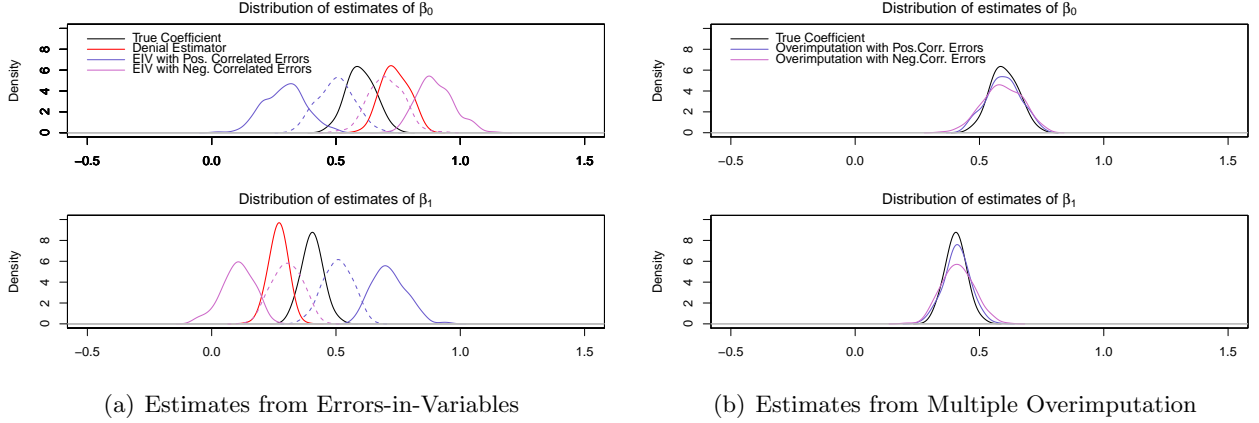 Distribution of estimates of β0
Density
0 2 4 6 8
True Coefficient
Denial Estimator
EIV with Pos. Correlated Errors
EIV with Neg. Correlated Errors
−0.5 0.0 0.5 1.0 1.5
Distribution of estimates of β1
Density
0 2 4 6 8
−0.5 0.0 0.5 1.0 1.5
(a) Estimates from Errors-in-Variables
Distribution of estimates of β0
Density
0 2 4 6 8
True Coefficient
Overimputation with Pos.Corr. Errors
Overimputation with Neg.Corr. Errors
−0.5 0.0 0.5 1.0 1.5
Distribution of estimates of β1
Density
0 2 4 6 8
−0.5 0.0 0.5 1.0 1.5
(b) Estimates from Multiple Overimputation